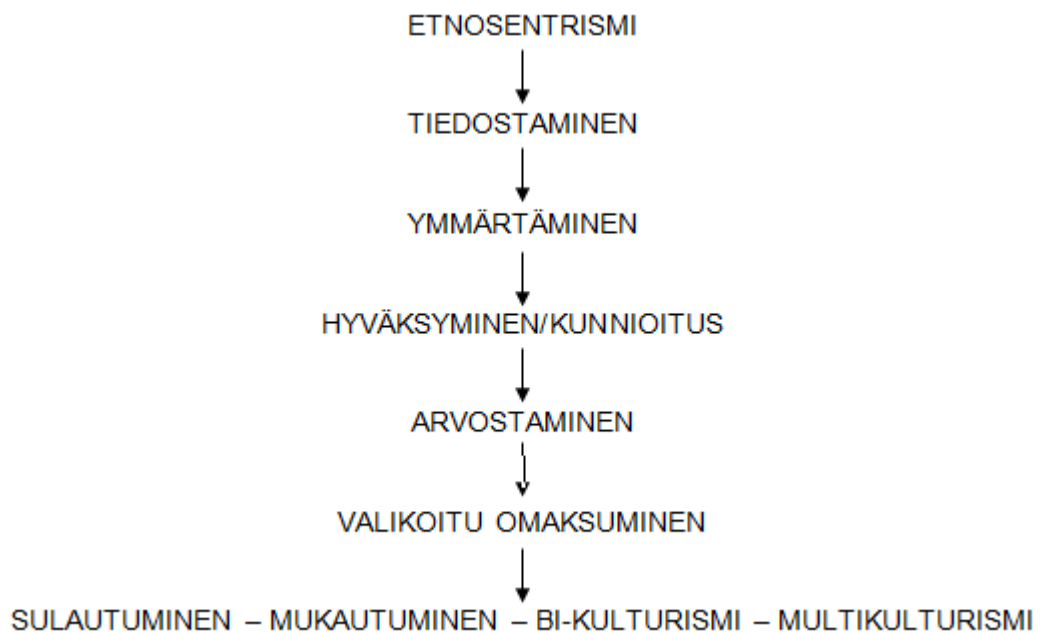 ETNOSENTRISMI
TIEDOSTAMINEN
YMMÄRTÄMINEN
HYVÄKSYMINEN/KUNNIOITUS
ARVOSTAMINEN
VALIKOITU OMAKSUMINEN
SULAUTUMINEN – MUKAUTUMINEN – BI-KULTURISMI – MULTIKULTURISMI